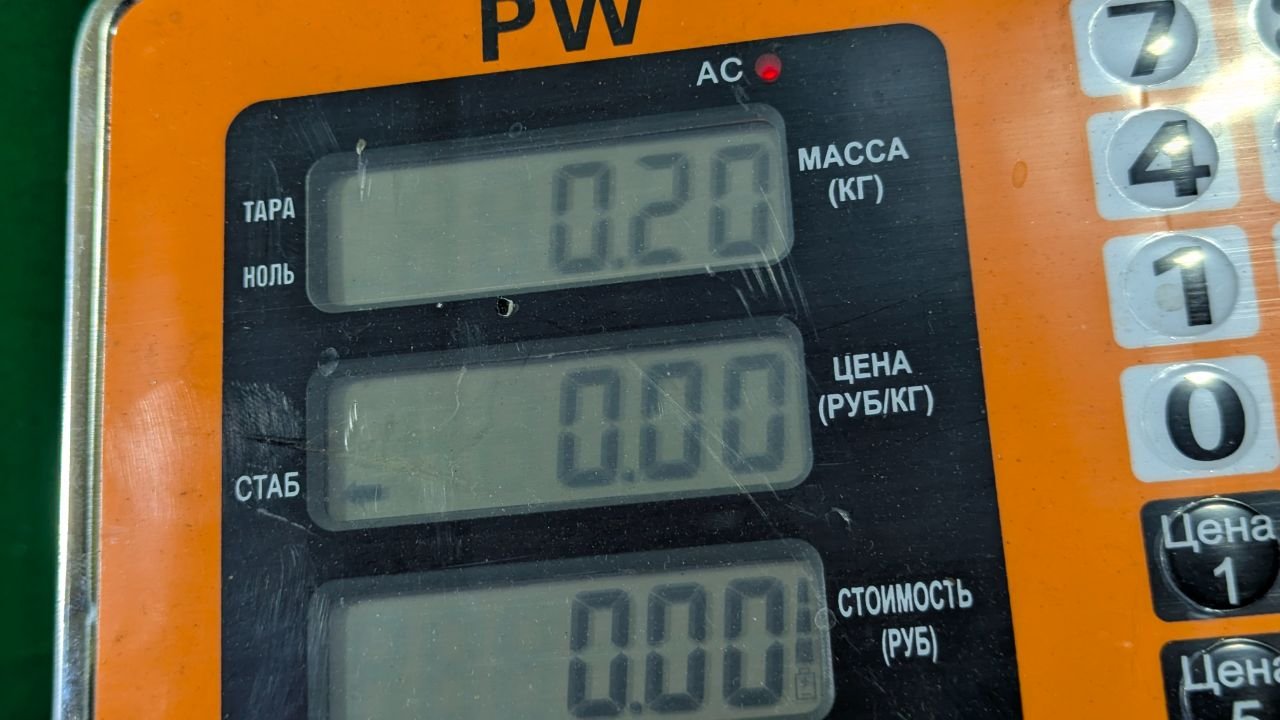 PW
AC
ТАРА
НОЛЬ
0.20
МАССА
(КГ)
7
4
1
0
СТАБ
0.00
ЦЕНА
(РУБ/КГ)
0.00
СТОИМОСТЬ
(РУБ)
Цена
1
Цена
5